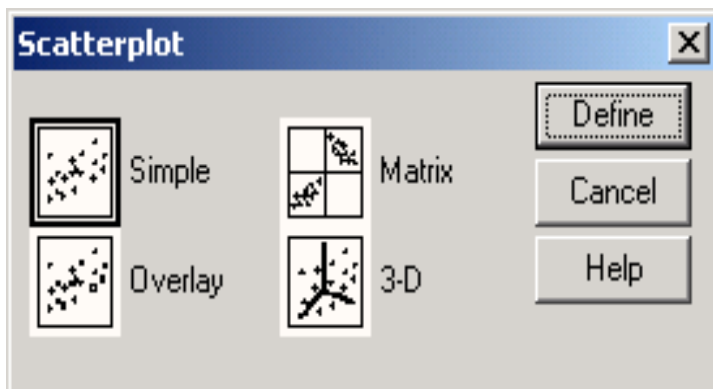 Scatterplot
Simple
Matrix
Overlay
3-D
Define
Cancel
Help